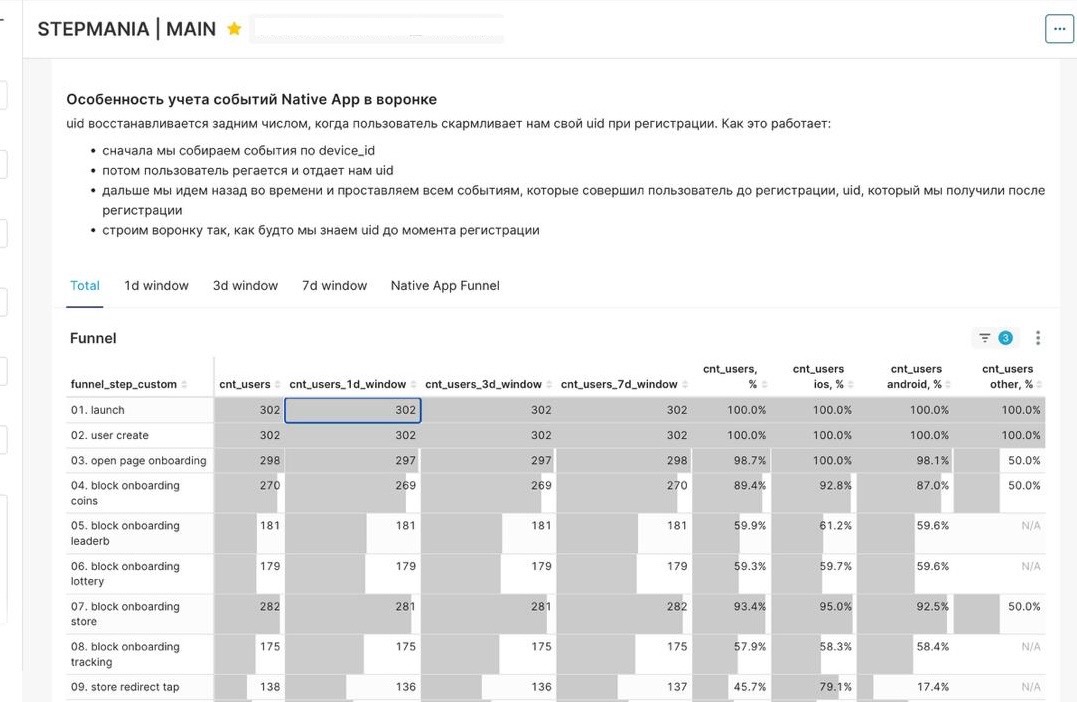 STEPMANIA | MAIN
Особенность учета событий Native App в воронке
uid восстанавливается задним числом, когда пользователь скармливает нам свой uid при регистрации. Как это работает:
• сначала мы собираем события по device_id
• потом пользователь регается и отдает нам uid
• дальше мы идем назад во времени и проставляем всем событиям, которые совершил пользователь до регистрации, uid, который мы получили после
регистрации
• строим воронку так, как будто мы знаем uid до момента регистрации
Total 1d window 3d window 7d window Native App Funnel
Funnel 3
funnel_step_custom cnt_users cnt_users_1d_window cnt_users_3d_window cnt_users_7d_window cnt_users, % cnt_users ios, % cnt_users android, % cnt_users other, %
01. launch 302 302 302 302 100.0% 100.0% 100.0% 100.0%
02. user create 302 302 302 302 100.0% 100.0% 100.0% 100.0%
03. open page onboarding 298 297 297 298 98.7% 100.0% 98.1% 50.0%
04. block onboarding coins 270 269 269 270 89.4% 92.8% 87.0% 50.0%
05. block onboarding leaderb 181 181 181 181 59.9% 61.2% 59.6% N/A
06. block onboarding lottery 179 179 179 179 59.3% 59.7% 59.6% N/A
07. block onboarding store 282 281 281 282 93.4% 95.0% 92.5% 50.0%
08. block onboarding tracking 175 175 175 175 57.9% 58.3% 58.4% N/A
09. store redirect tap 138 136 136 137 45.7% 79.1% 17.4% N/A